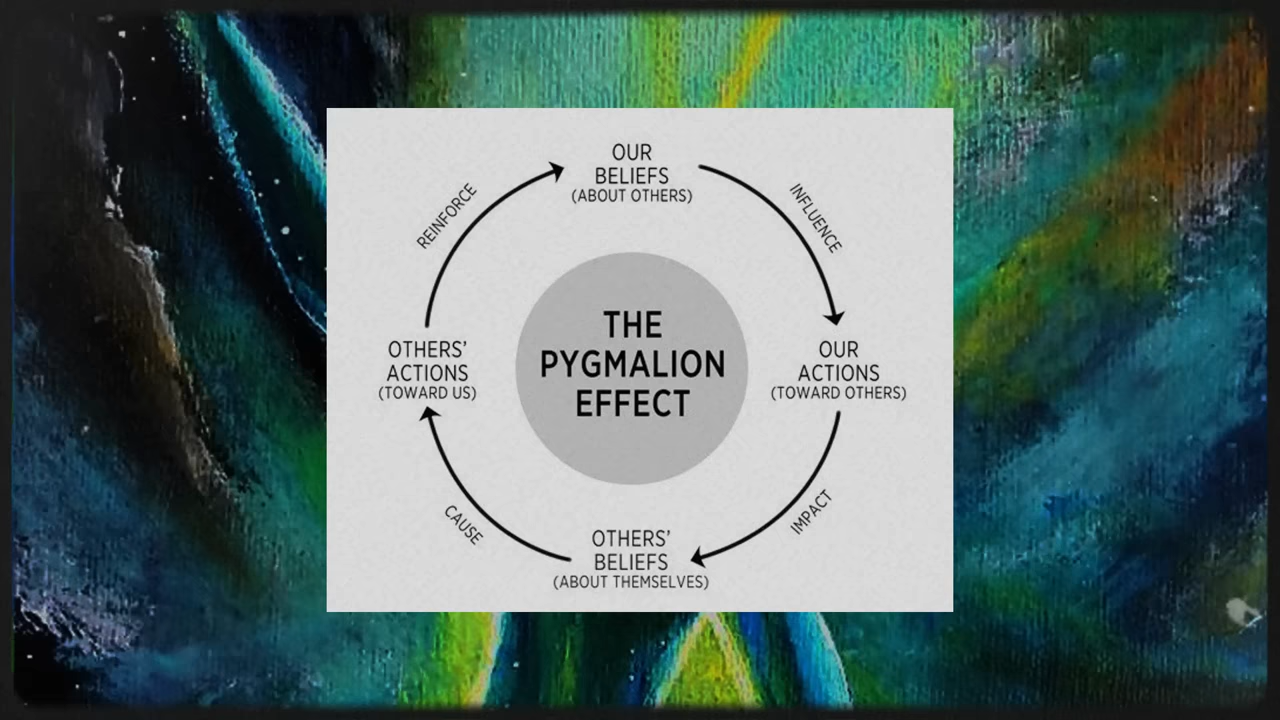 OUR
BELIEFS
(ABOUT OTHERS)
INFLUENCE
OUR
ACTIONS
(TOWARD OTHERS)
IMPACT
OTHERS'
BELIEFS
(ABOUT THEMSELVES)
CAUSE
OTHERS'
ACTIONS
(TOWARD US)
REINFORCE
THE
PYGMALION
EFFECT